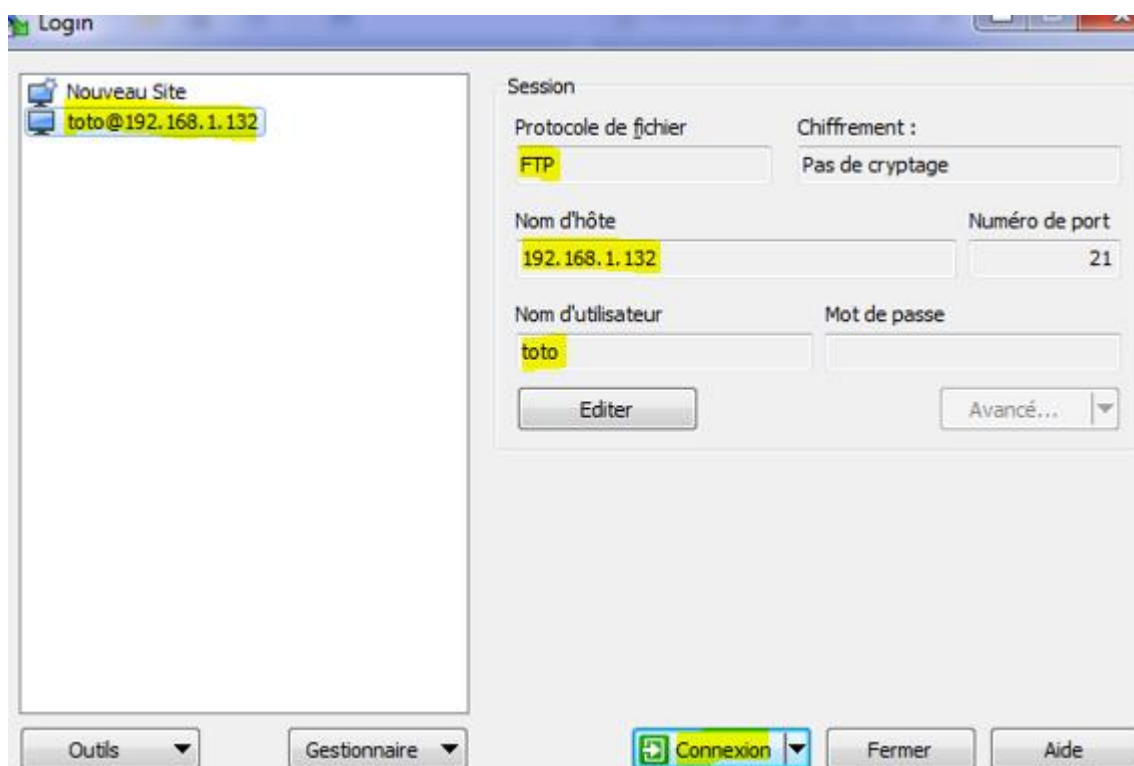 Login
Nouveau Site
toto@192.168.1.132
Session
Protocole de fichier
Chiffrement :
FTP
Pas de cryptage
Nom d'hôte
Numéro de port
192.168.1.132
21
Nom d'utilisateur
Mot de passe
toto
Editer
Avancé...
Outils
Gestionnaire
Connexion
Fermer
Aide